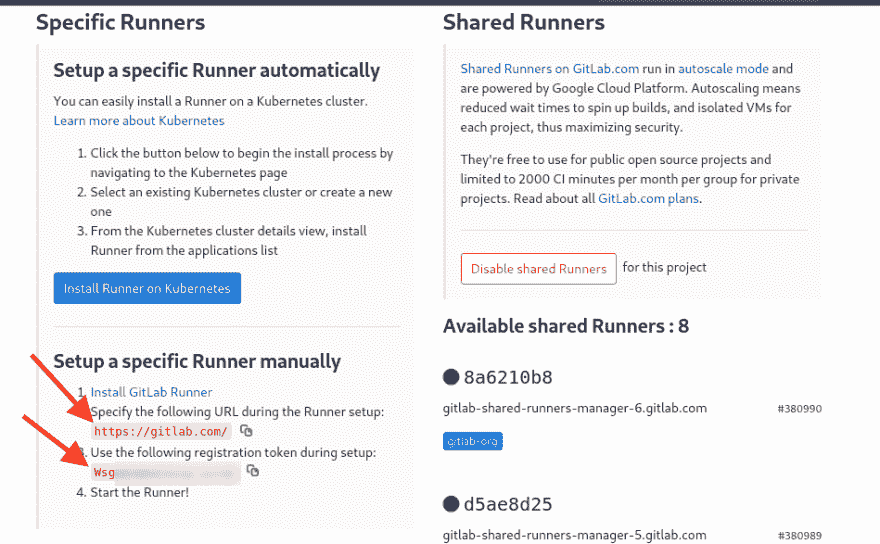 Specific Runners
Setup a specific Runner automatically
You can easily install a Runner on a Kubernetes cluster.
Learn more about Kubernetes
1. Click the button below to begin the install process by
navigating to the Kubernetes page
2. Select an existing Kubernetes cluster or create a new
one
3. From the Kubernetes cluster details view, install
Runner from the applications list
Install Runner on Kubernetes
Setup a specific Runner manually
1. Install GitLab Runner
Specify the following URL during the Runner setup:
https://gitlab.com/
Use the following registration token during setup:
Wsg
4. Start the Runner!
Shared Runners
Shared Runners on GitLab.com run in autoscale mode and
are powered by Google Cloud Platform. Autoscaling means
reduced wait times to spin up builds, and isolated VMs for
each project, thus maximizing security.
They're free to use for public open source projects and
limited to 2000 CI minutes per month per group for private
projects. Read about all GitLab.com plans.
Disable shared Runners for this project
Available shared Runners : 8
8a6210b8
gitlab-shared-runners-manager-6.gitlab.com #380990
gitlab-org
d5ae8d25
gitlab-shared-runners-manager-5.gitlab.com #380989